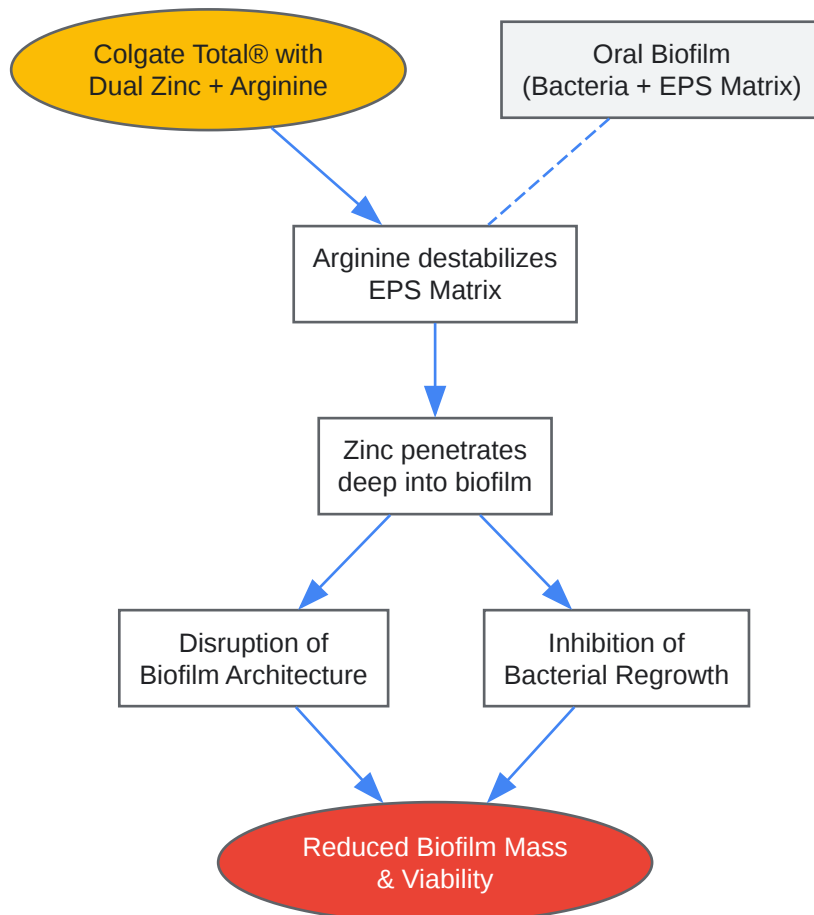 Colgate Total® with
Dual Zinc + Arginine
Oral Biofilm
(Bacteria + EPS Matrix)
Arginine destabilizes
EPS Matrix
Zinc penetrates
deep into biofilm
Disruption of
Biofilm Architecture
Inhibition of
Bacterial Regrowth
Reduced Biofilm Mass
& Viability